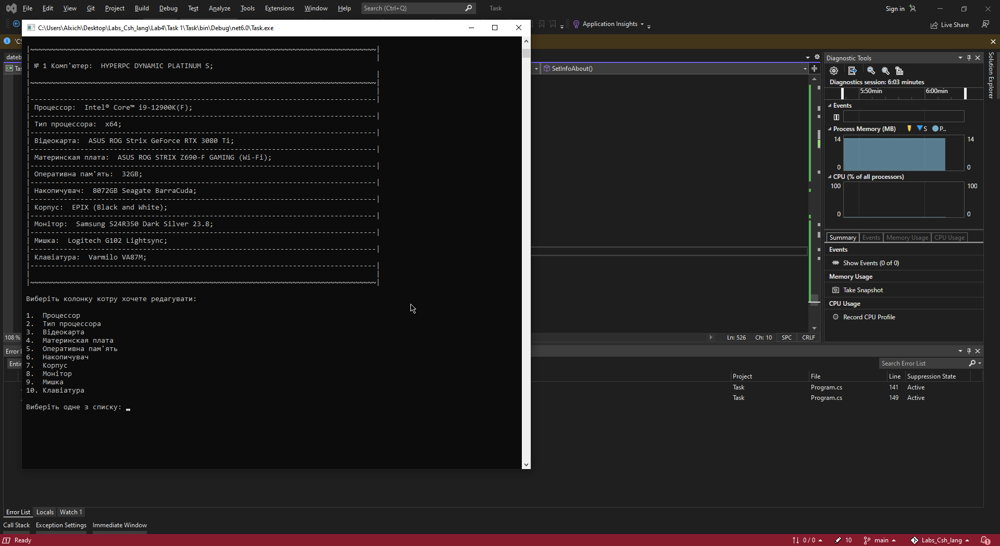 File Edit View Git Project Build Debug Test Analyze Tools Extensions Window Help Search (Ctrl+Q) Task Sign in
Application Insights Live Share
C:\Users\Alxich\Desktop\Labs_Csh_lang\Lab4\Task 1\Task\bin\Debug\net6.0\Task.exe
'CS
dateb
Tas
SetInfoAbout()
|~~~~~~~~~~~~~~~~~~~~~~~~~~~~~~~~~~~~~~~~~~~~~~~~~~~~~~~~~~~~~~~~~~~~~~~~~~~~~~~~~~~|
№ 1 Комп'ютер:  HYPERPC DYNAMIC PLATINUM S;
Процессор:  Intel® Core™ i9-12900K(F);
Тип процессора:  x64;
Відеокарта:  ASUS ROG Strix GeForce RTX 3080 Ti;
Материнская плата:  ASUS ROG STRIX Z690-F GAMING (Wi-Fi);
Оперативна пам'ять:  32GB;
Накопичувач:  8072GB Seagate BarraCuda;
Корпус:  EPIX (Black and White);
Монітор:  Samsung S24R350 Dark Silver 23.8;
Мишка:  Logitech G102 Lightsync;
Клавіатура:  Varmilo VA87M;
Виберіть колонку котру хочете редагувати:
1.  Процессор
2.  Тип процессора
3.  Відеокарта
4.  Материнская плата
5.  Оперативна пам'ять
6.  Накопичувач
7.  Корпус
8.  Монітор
9.  Мишка
10. Клавіатура
Виберіть одне з списку:
108 %
Ln: 526 Ch: 10 SPC CRLF
Diagnostic Tools
Diagnostics session: 6:03 minutes
5:50min 6:00min
Events
Process Memory (MB) S P..
14 14
0 0
CPU (% of all processors)
100 100
0 0
Summary Events Memory Usage CPU Usage
Events
Show Events (0 of 0)
Memory Usage
Take Snapshot
CPU Usage
Record CPU Profile
Solution Explorer
Error
Entir
Search Error List
Project File Line Suppression State
Task Program.cs 141 Active
Task Program.cs 149 Active
Error List Locals Watch 1
Call Stack Exception Settings Immediate Window
Ready 0 / 0 10 main Labs_Csh_lang 1